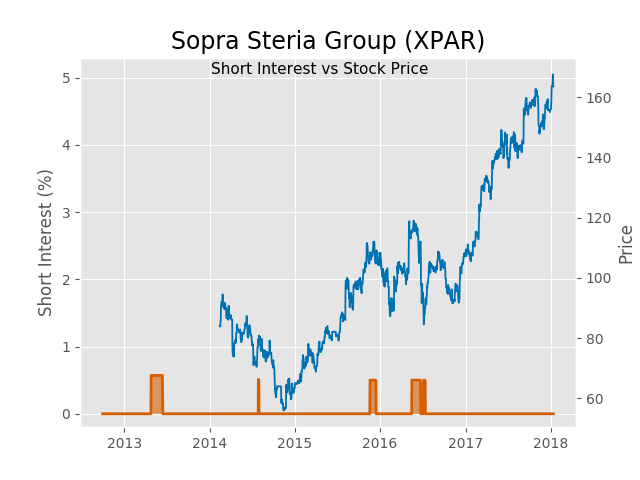 Sopra Steria Group (XPAR)
Short Interest vs Stock Price
Short Interest (%)
5
4
3
2
1
0
160
140
120
100
80
60
Price
2013 2014 2015 2016 2017 2018